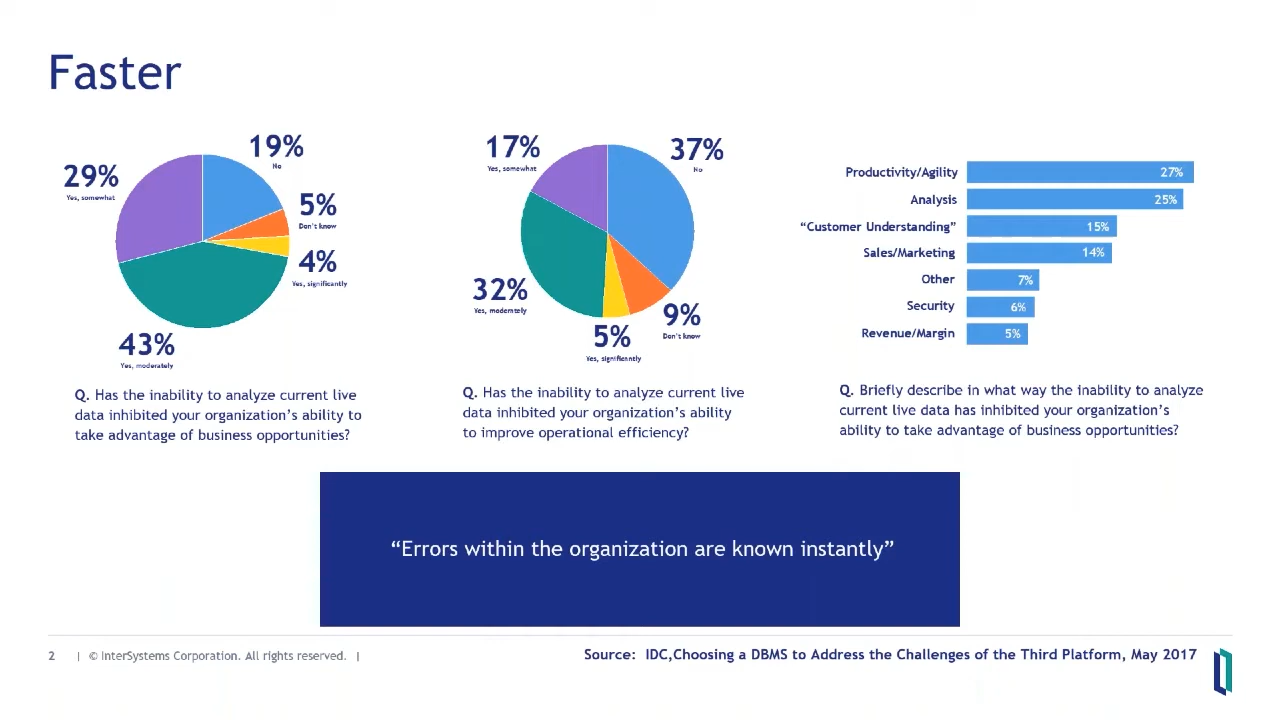 Faster
19%
No
29%
Yes, somewhat
5%
Don't know
4%
Yes, significantly
43%
Yes, moderately
Q. Has the inability to analyze current live
data inhibited your organization's ability to
take advantage of business opportunities?
17%
Yes, somewhat
37%
No
32%
Yes, moderately
9%
Don't know
5%
Yes, significantly
Q. Has the inability to analyze current live
data inhibited your organization's ability
to improve operational efficiency?
Productivity/Agility 27%
Analysis 25%
“Customer Understanding” 15%
Sales/Marketing 14%
Other 7%
Security 6%
Revenue/Margin 5%
Q. Briefly describe in what way the inability to analyze
current live data has inhibited your organization's
ability to take advantage of business opportunities?
“Errors within the organization are known instantly”
2 | © InterSystems Corporation. All rights reserved. |
Source: IDC,Choosing a DBMS to Address the Challenges of the Third Platform, May 2017